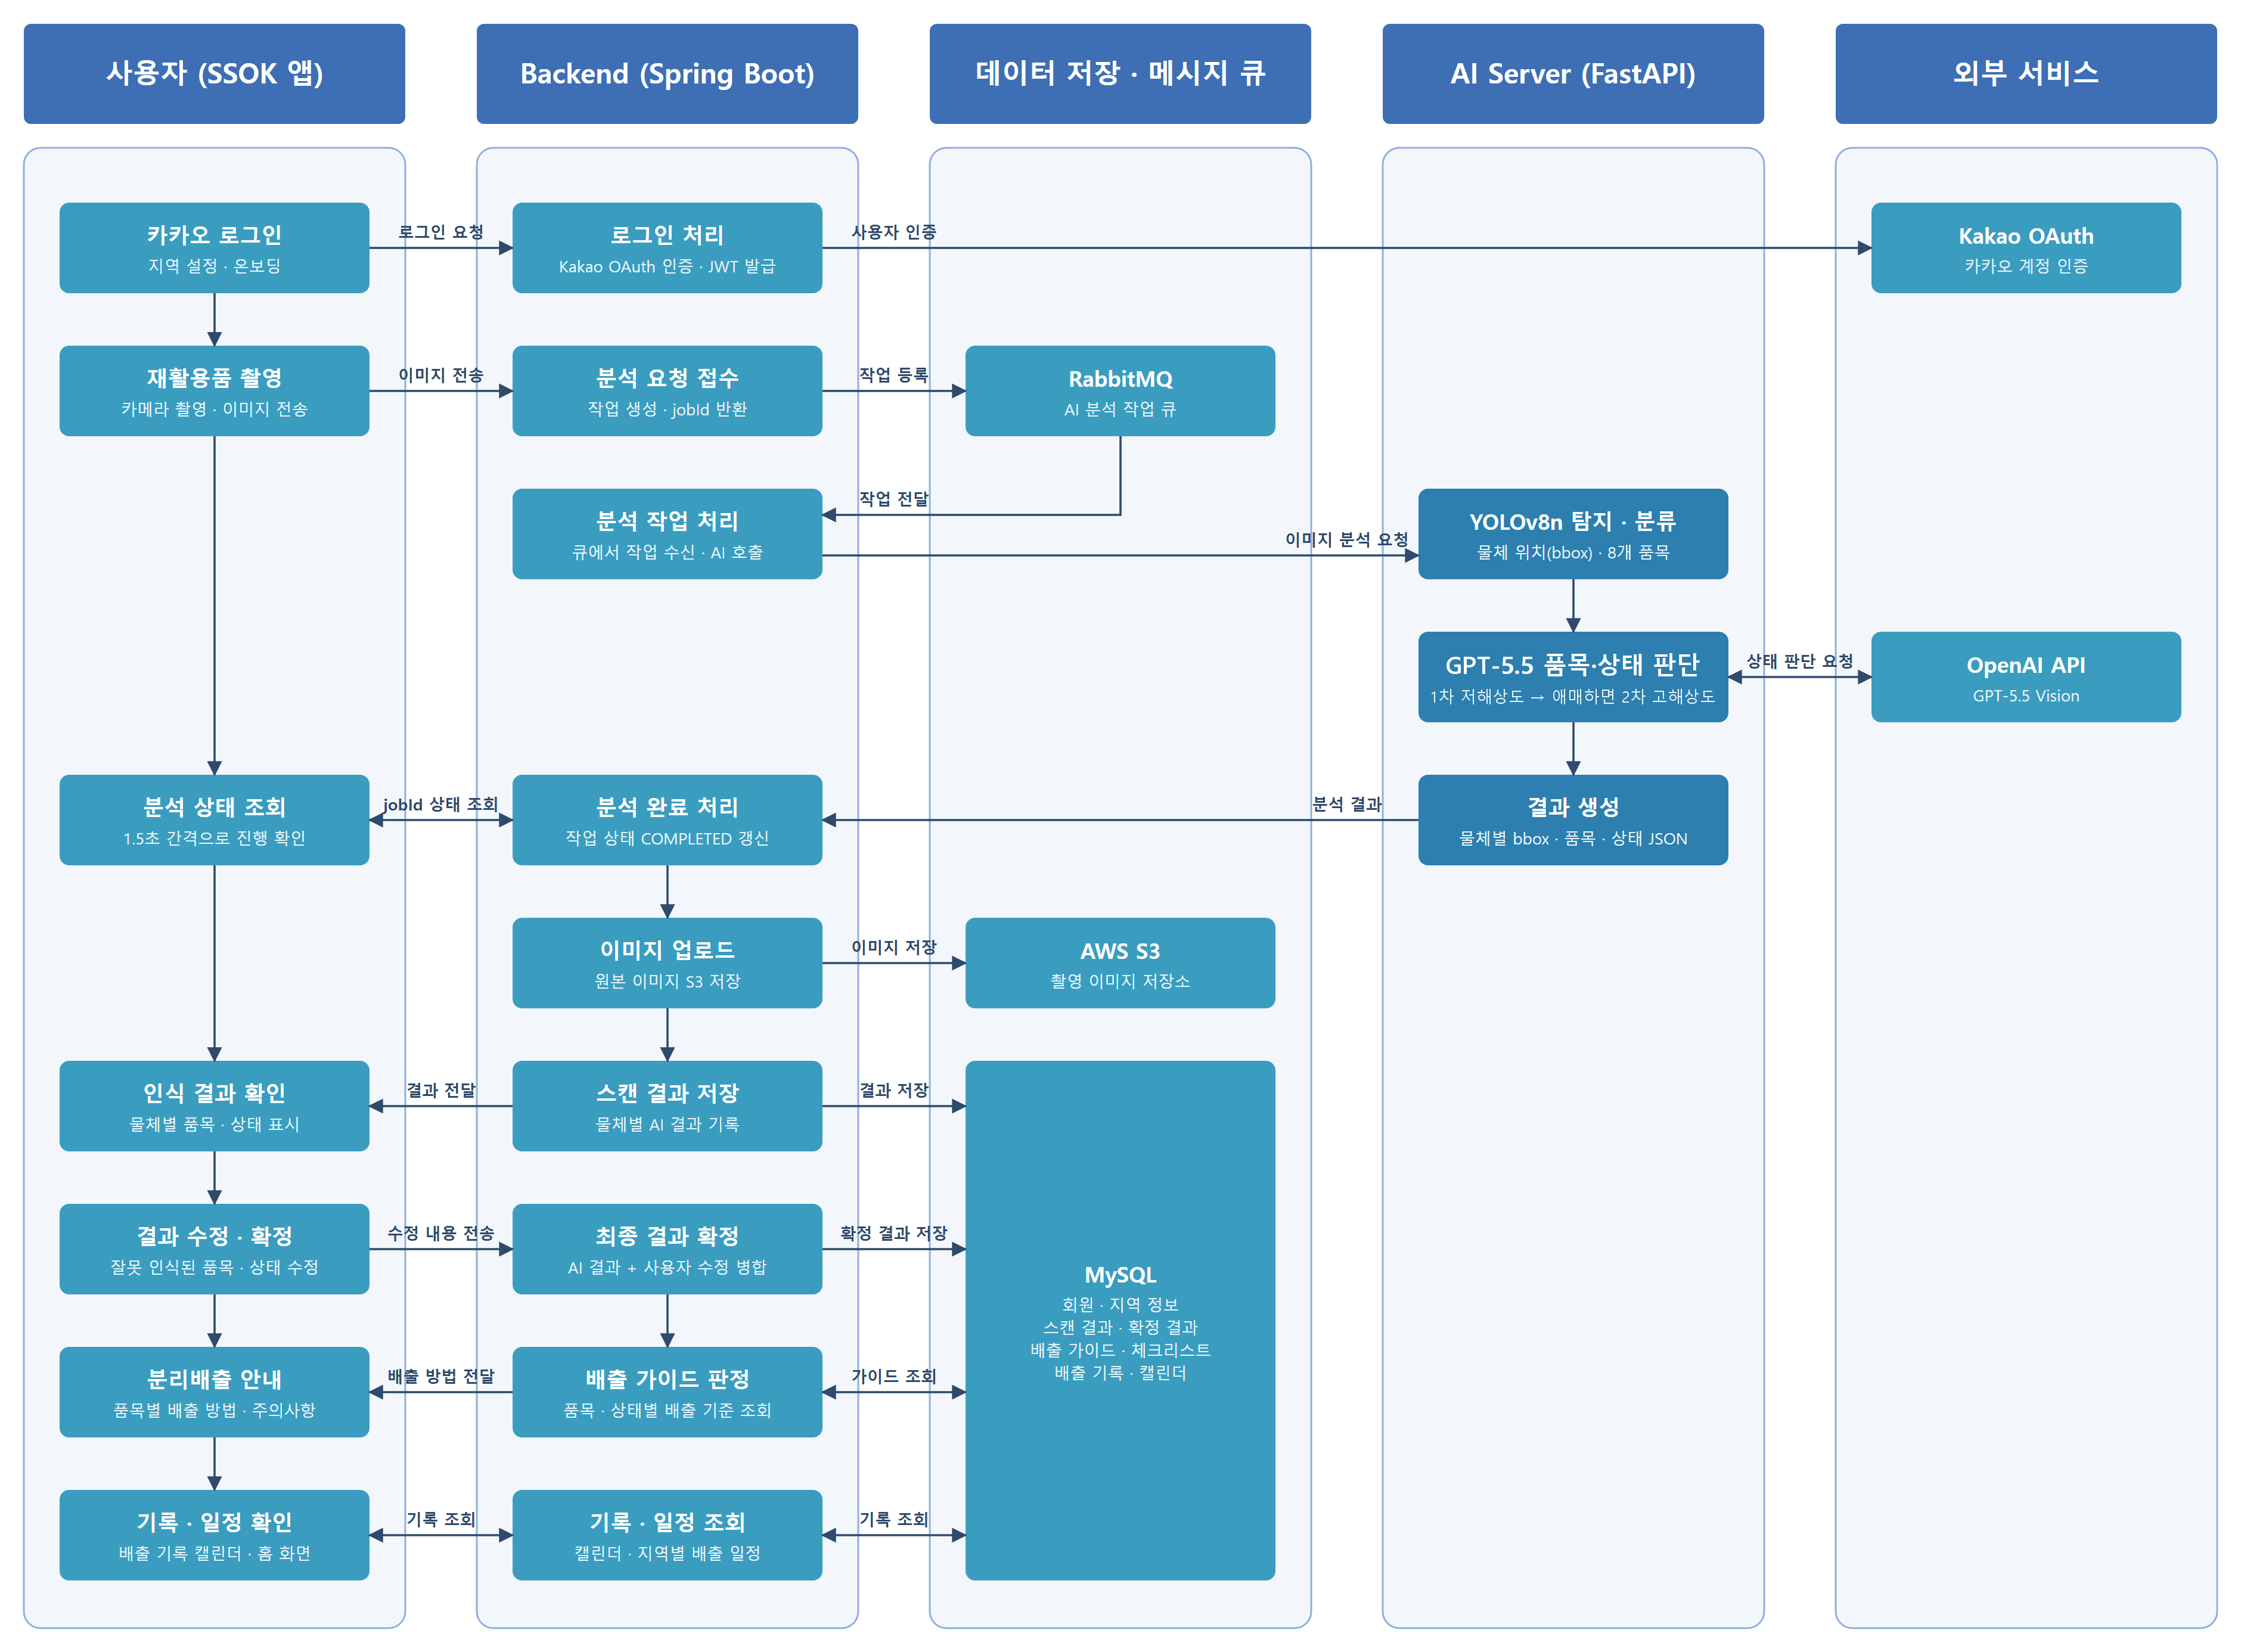 사용자 (SSOK 앱)
Backend (Spring Boot)
데이터 저장 · 메시지 큐
AI Server (FastAPI)
외부 서비스
카카오 로그인
지역 설정 · 온보딩
로그인 요청
로그인 처리
Kakao OAuth 인증 · JWT 발급
사용자 인증
Kakao OAuth
카카오 계정 인증
재활용품 촬영
카메라 촬영 · 이미지 전송
이미지 전송
분석 요청 접수
작업 생성 · jobId 반환
작업 등록
RabbitMQ
AI 분석 작업 큐
분석 작업 처리
큐에서 작업 수신 · AI 호출
작업 전달
이미지 분석 요청
YOLOv8n 탐지 · 분류
물체 위치(bbox) · 8개 품목
GPT-5.5 품목·상태 판단
1차 저해상도 → 애매하면 2차 고해상도
상태 판단 요청
OpenAI API
GPT-5.5 Vision
분석 상태 조회
1.5초 간격으로 진행 확인
jobId 상태 조회
분석 완료 처리
작업 상태 COMPLETED 갱신
분석 결과
결과 생성
물체별 bbox · 품목 · 상태 JSON
이미지 업로드
원본 이미지 S3 저장
이미지 저장
AWS S3
촬영 이미지 저장소
인식 결과 확인
물체별 품목 · 상태 표시
결과 전달
스캔 결과 저장
물체별 AI 결과 기록
결과 저장
결과 수정 · 확정
잘못 인식된 품목 · 상태 수정
수정 내용 전송
최종 결과 확정
AI 결과 + 사용자 수정 병합
확정 결과 저장
MySQL
회원 · 지역 정보
스캔 결과 · 확정 결과
배출 가이드 · 체크리스트
배출 기록 · 캘린더
분리배출 안내
품목별 배출 방법 · 주의사항
배출 방법 전달
배출 가이드 판정
품목 · 상태별 배출 기준 조회
가이드 조회
기록 · 일정 확인
배출 기록 캘린더 · 홈 화면
기록 조회
기록 · 일정 조회
캘린더 · 지역별 배출 일정
기록 조회